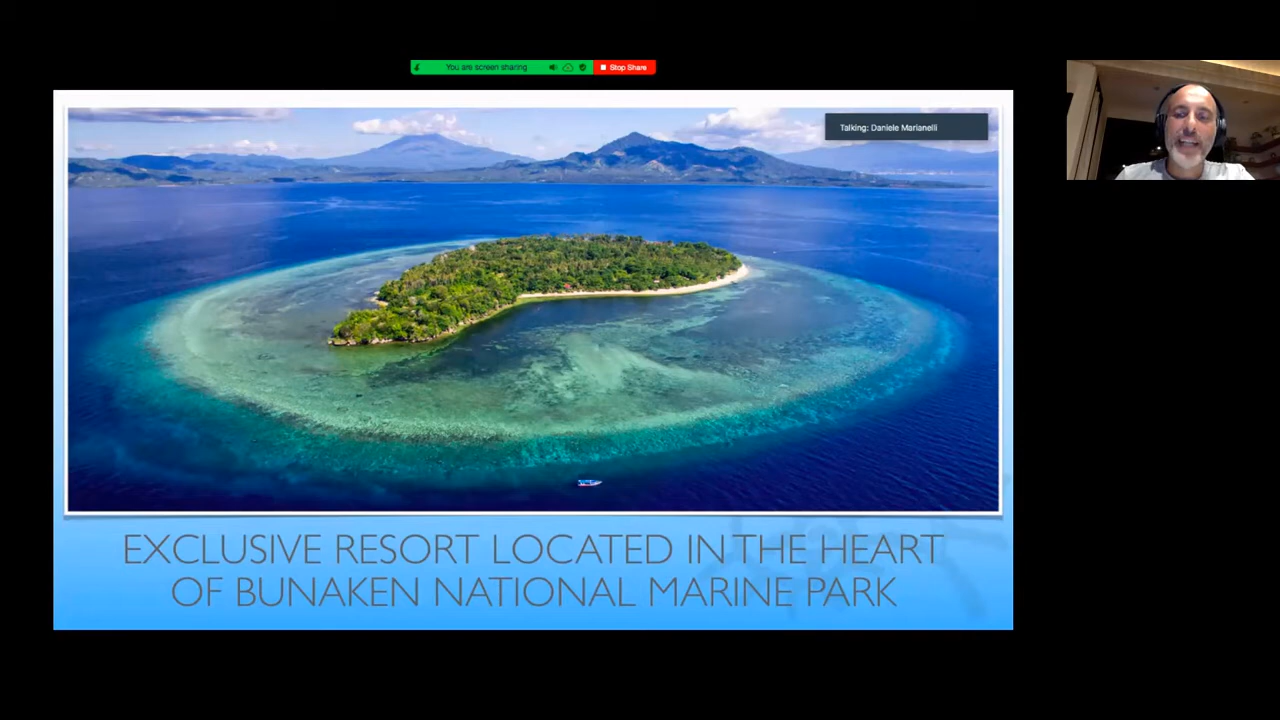 You are screen sharing
Stop Share
Talking: Daniele Marianelli
EXCLUSIVE RESORT LOCATED IN THE HEART
OF BUNAKEN NATIONAL MARINE PARK